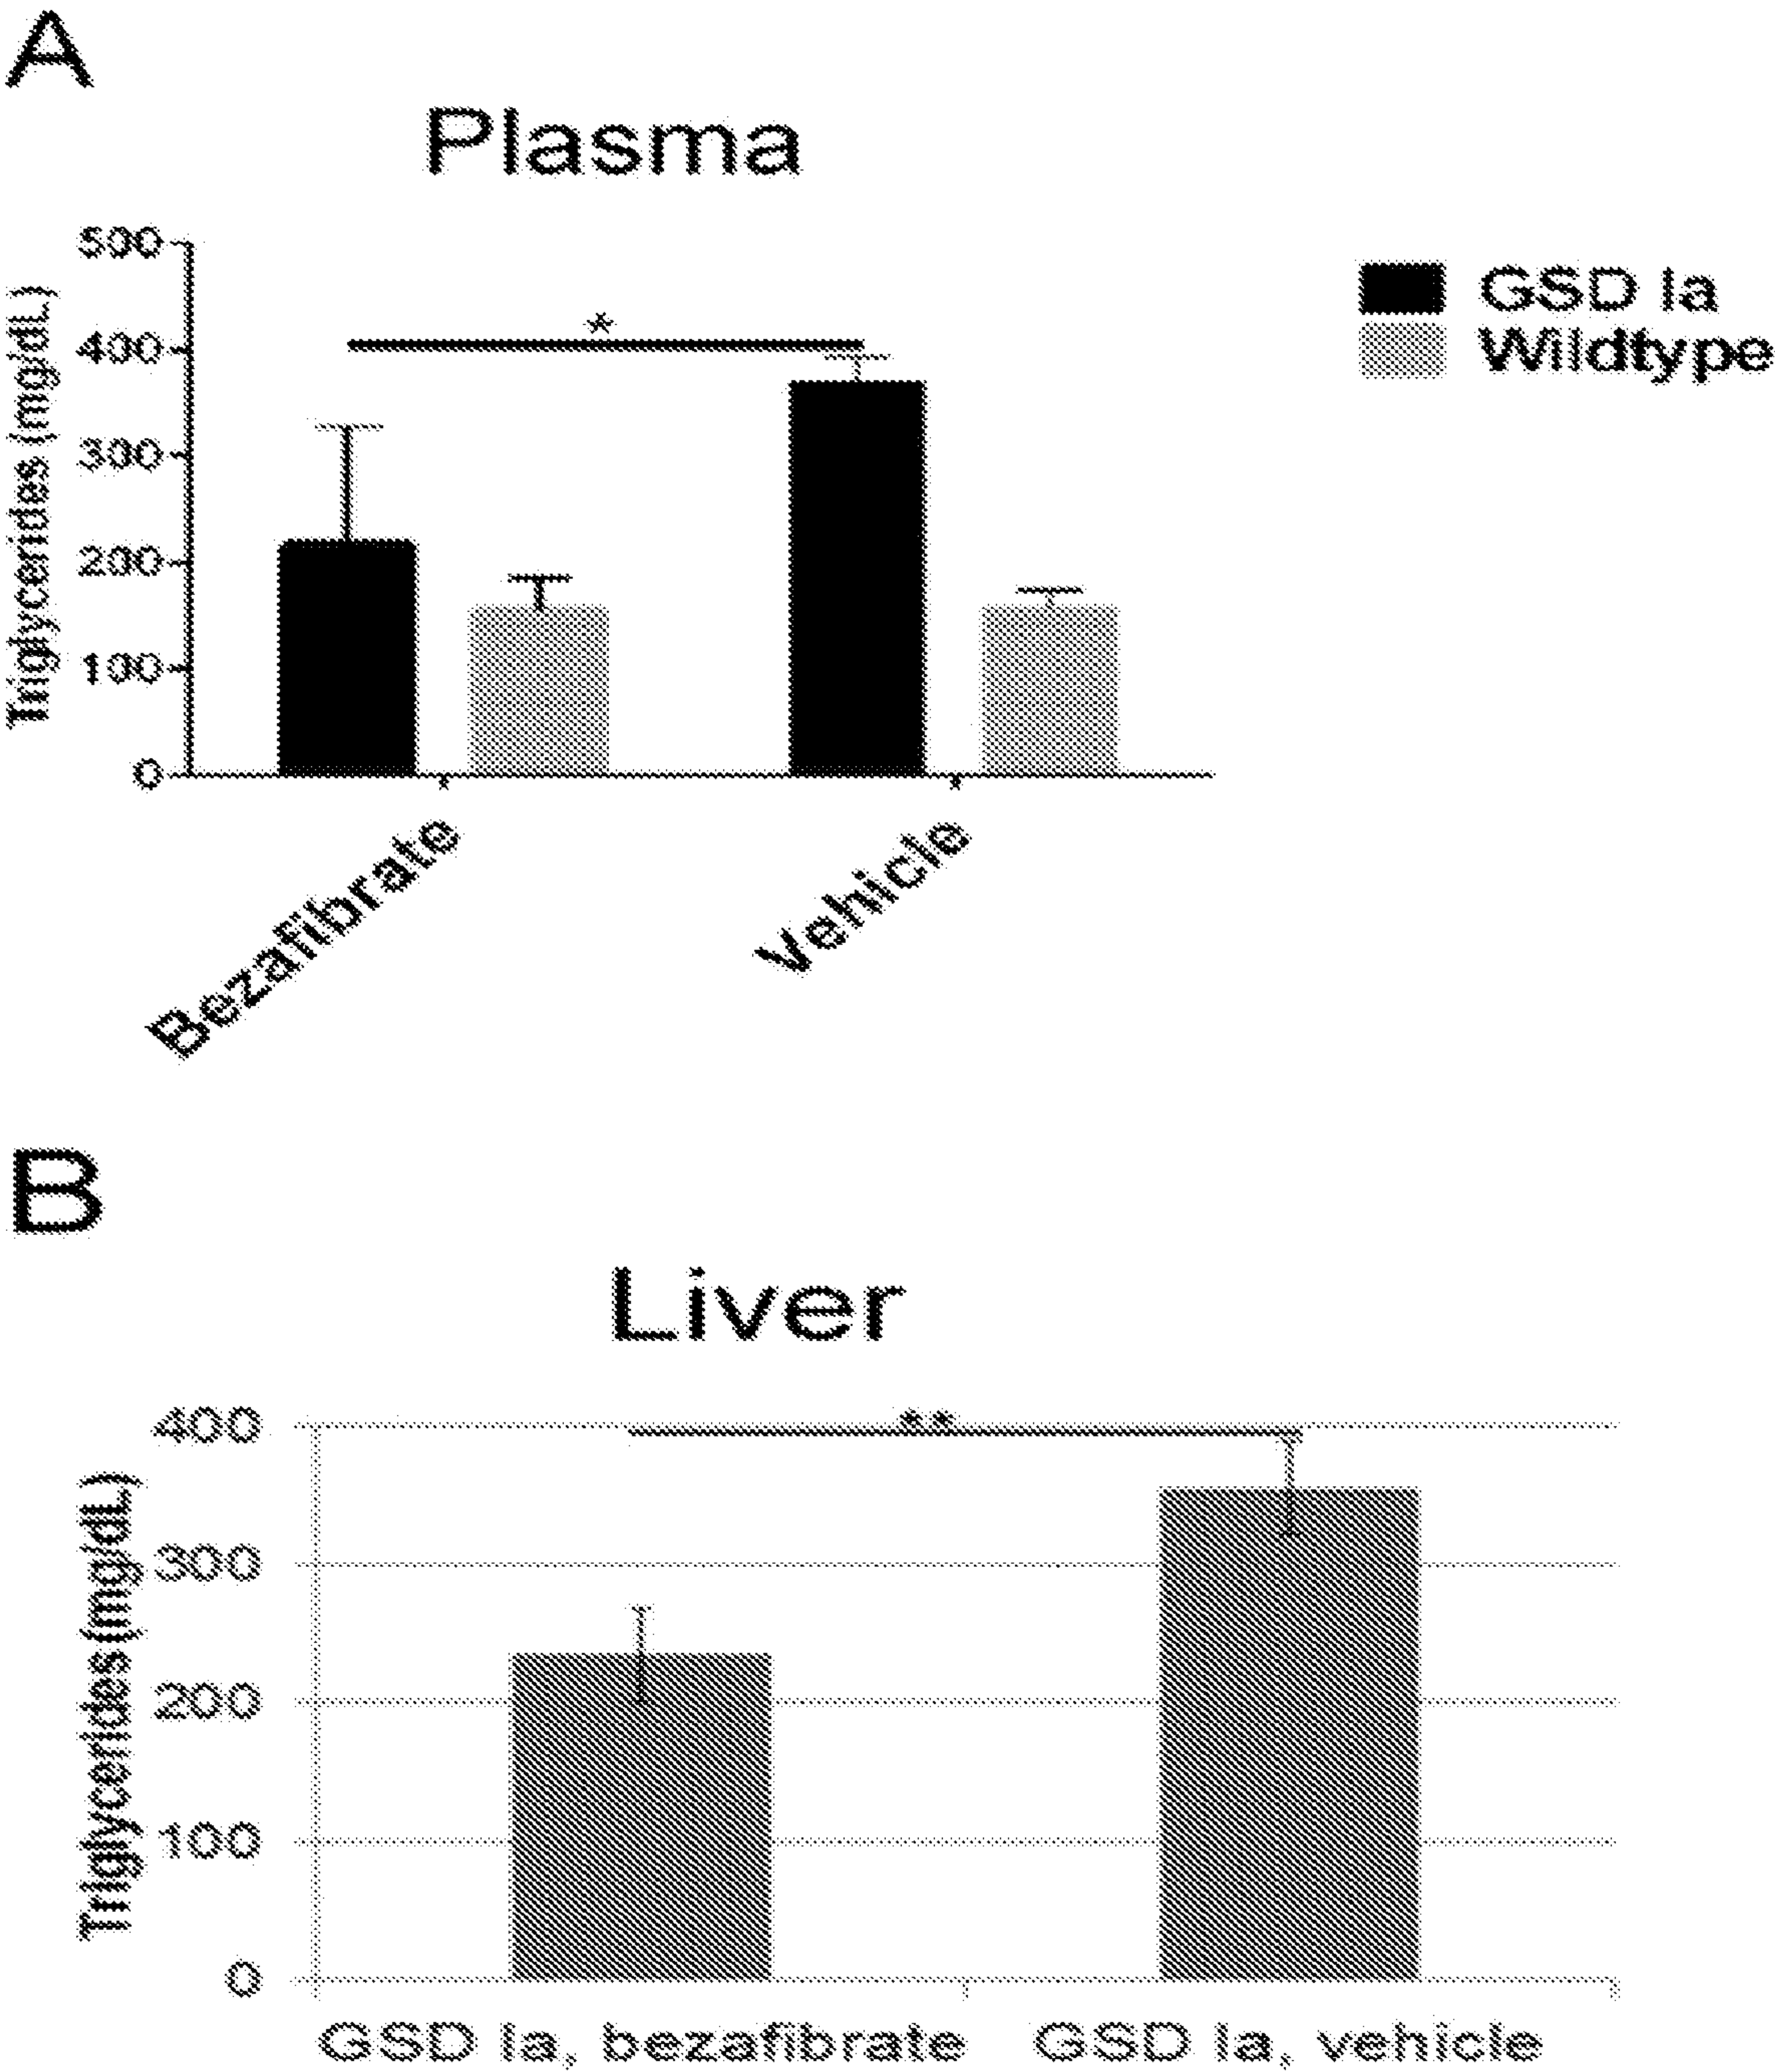 A
Plasma
Triglycerides (mg/dL)
500
400
300
200
100
0
*
GSD Ia
Wildtype
Bezafibrate
Vehicle
B
Liver
Triglycerides (mg/dL)
400
300
200
100
0
**
GSD Ia, bezafibrate
GSD Ia, vehicle